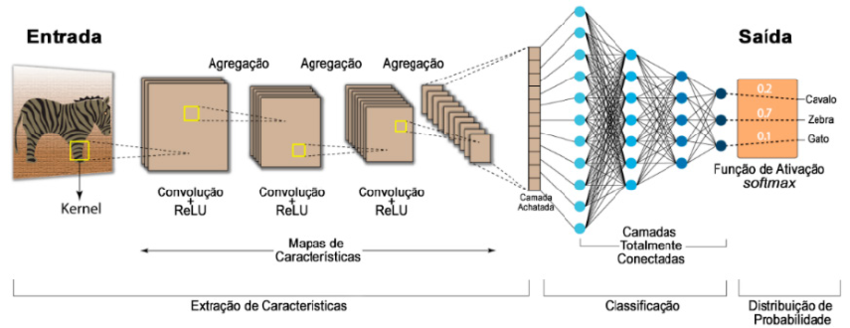 Entrada
Saída
Agregação
Agregação
Agregação
0.2
0.7
0.1
Cavalo
Zebra
Gato
Kernel
Convolução
+
ReLU
Convolução
+
ReLU
Convolução
+
ReLU
Camada
Achatada
Função de Ativação
softmax
Mapas de
Características
Camadas
Totalmente
Conectadas
Extração de Características
Classificação
Distribuição de
Probabilidade